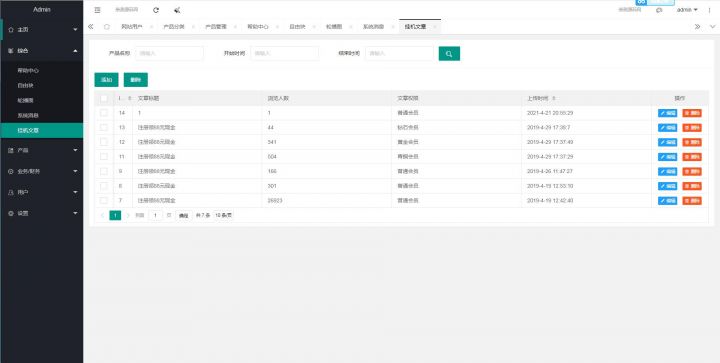 Admin
admin
网站用户 产品分类 产品管理 帮助中心 自由块 轮播图 系统消息 挂机文章
主页
综合
帮助中心
自由块
轮播图
系统消息
挂机文章
产品
业务/财务
用户
设置
产品名称 请输入 开始时间 请输入 结束时间 请输入
添加 删除
文章标题 浏览人数 文章权限 上传时间 操作
14 1 1 普通会员 2021-4-21 20:55:29 编辑 删除
13 注册领68元现金 44 钻石会员 2019-4-29 17:38:7 编辑 删除
12 注册领68元现金 541 黄金会员 2019-4-29 17:37:49 编辑 删除
11 注册领68元现金 504 青铜会员 2019-4-29 17:37:29 编辑 删除
9 注册领68元现金 166 普通会员 2019-4-26 11:47:27 编辑 删除
8 注册领68元现金 301 普通会员 2019-4-19 12:53:10 编辑 删除
7 注册领68元现金 26923 普通会员 2019-4-19 12:42:40 编辑 删除
1 到第 1 页 确定 共 7 条 10 条/页